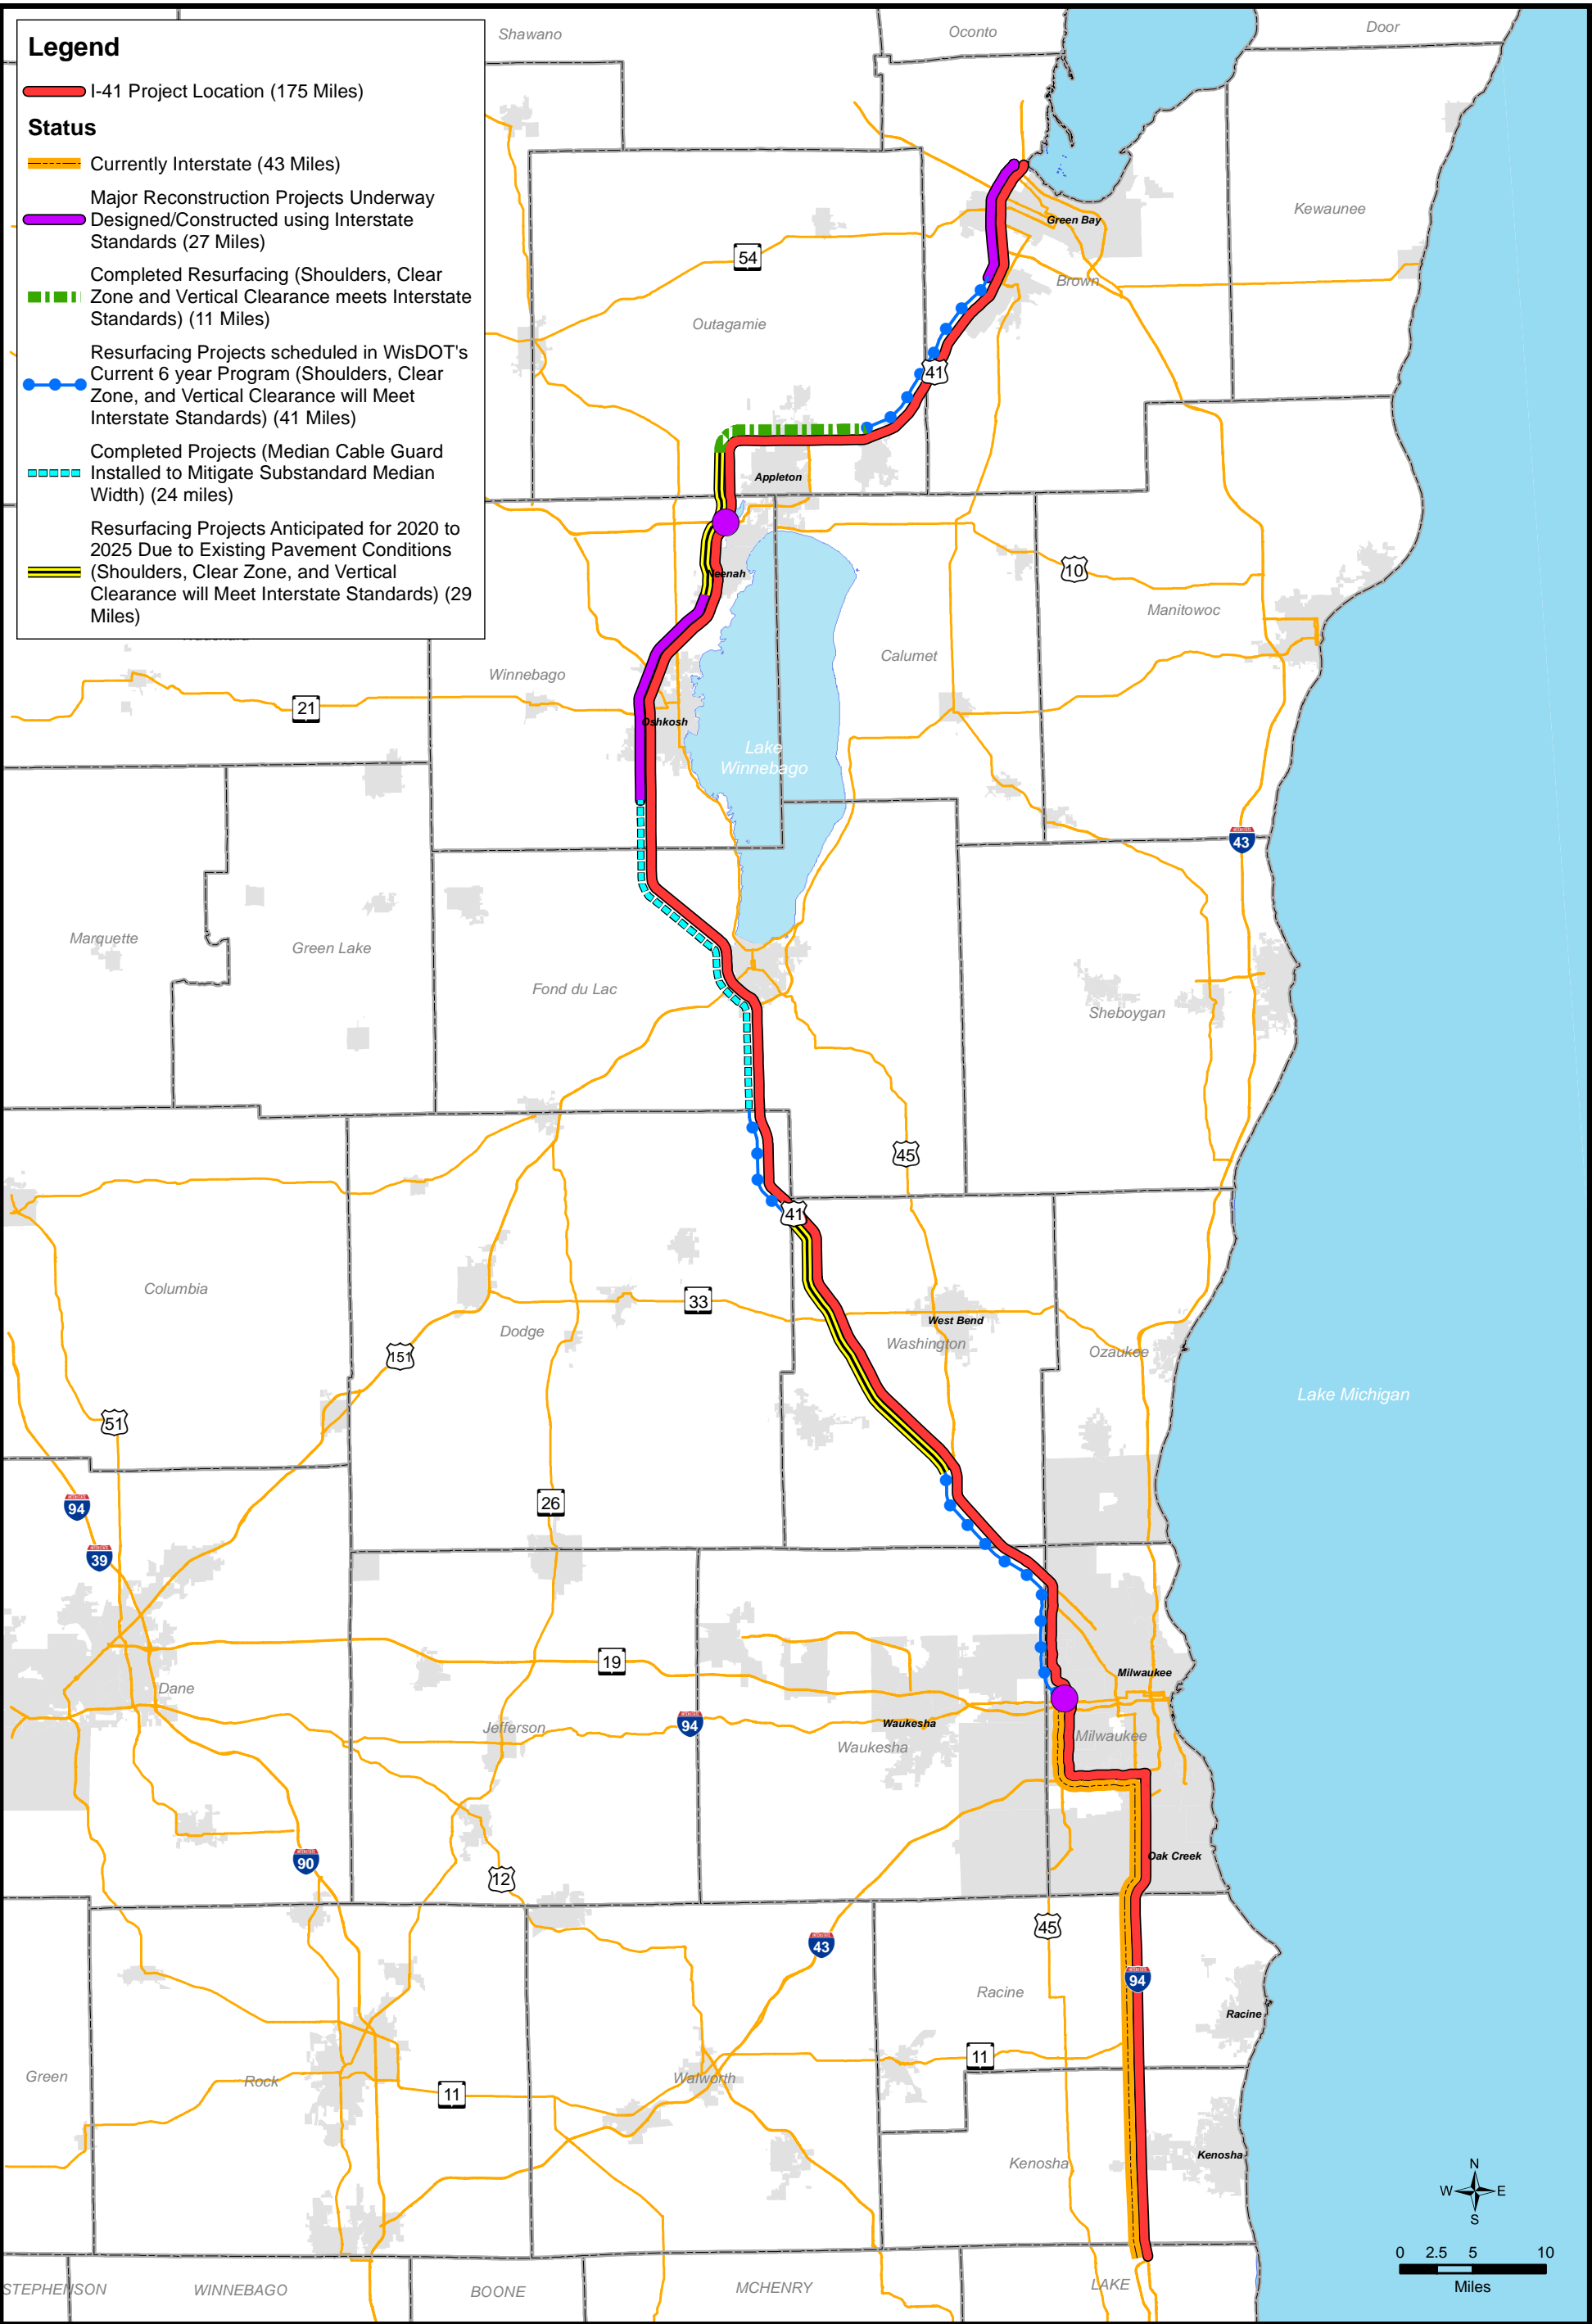 Legend
I-41 Project Location (175 Miles)
Status
Currently Interstate (43 Miles)
Major Reconstruction Projects Underway
Designed/Constructed using Interstate
Standards (27 Miles)
Completed Resurfacing (Shoulders, Clear
Zone and Vertical Clearance meets Interstate
Standards) (11 Miles)
Resurfacing Projects scheduled in WisDOT's
Current 6 year Program (Shoulders, Clear
Zone, and Vertical Clearance will Meet
Interstate Standards) (41 Miles)
Completed Projects (Median Cable Guard
Installed to Mitigate Substandard Median
Width) (24 miles)
Resurfacing Projects Anticipated for 2020 to
2025 Due to Existing Pavement Conditions
(Shoulders, Clear Zone, and Vertical
Clearance will Meet Interstate Standards) (29
Miles)
Shawano
Oconto
Door
Kewaunee
Green Bay
54
Brown
Outagamie
41
Appleton
10
Neenah
Manitowoc
Calumet
Winnebago
21
Oshkosh
Lake
Winnebago
43
Marquette
Green Lake
Fond du Lac
Sheboygan
45
41
Columbia
33
Dodge
West Bend
Washington
Ozaukee
151
Lake Michigan
51
94
26
39
19
Milwaukee
Dane
94
Jefferson
Waukesha
Waukesha
Milwaukee
Oak Creek
90
12
45
43
94
Racine
Racine
11
Green
Rock
Walworth
11
Kenosha
Kenosha
N
W
E
S
0 2.5 5 10
Miles
STEPHENSON
WINNEBAGO
BOONE
MCHENRY
LAKE